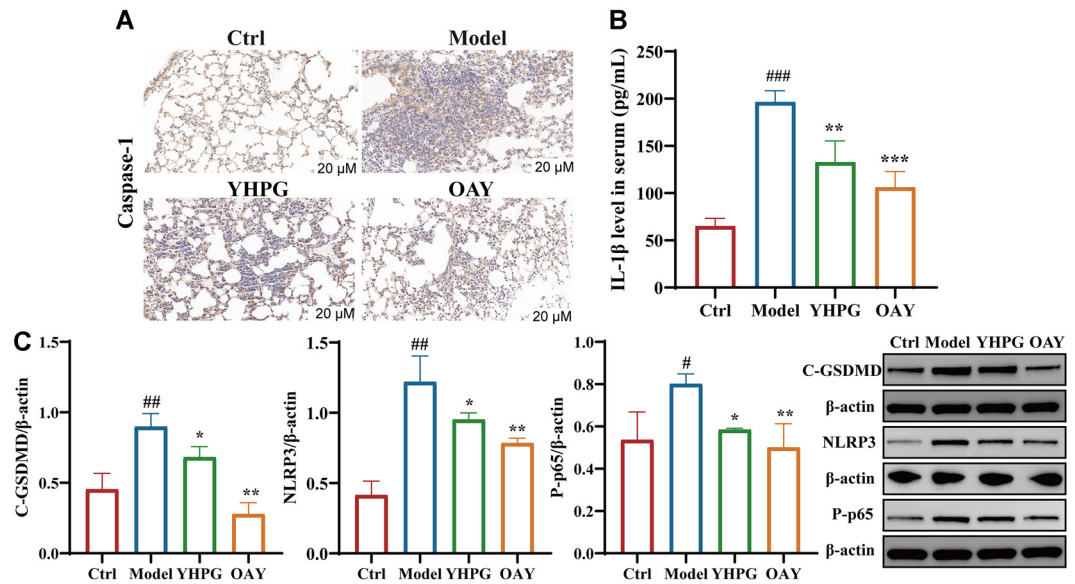 A
Ctrl
Model
20 µM
20 µM
Caspase-1
YHPG
OAY
20 µM
20 µM
B
IL-1β level in serum (pg/mL)
250
200
150
100
50
0
###
**
***
Ctrl
Model
YHPG
OAY
C
C-GSDMD/β-actin
1.5
1.0
0.5
0.0
##
*
**
Ctrl
Model
YHPG
OAY
NLRP3/β-actin
1.5
1.0
0.5
0.0
##
*
**
Ctrl
Model
YHPG
OAY
P-p65/β-actin
1.0
0.8
0.6
0.4
0.2
0.0
#
*
**
Ctrl
Model
YHPG
OAY
Ctrl Model YHPG OAY
C-GSDMD
β-actin
NLRP3
β-actin
P-p65
β-actin